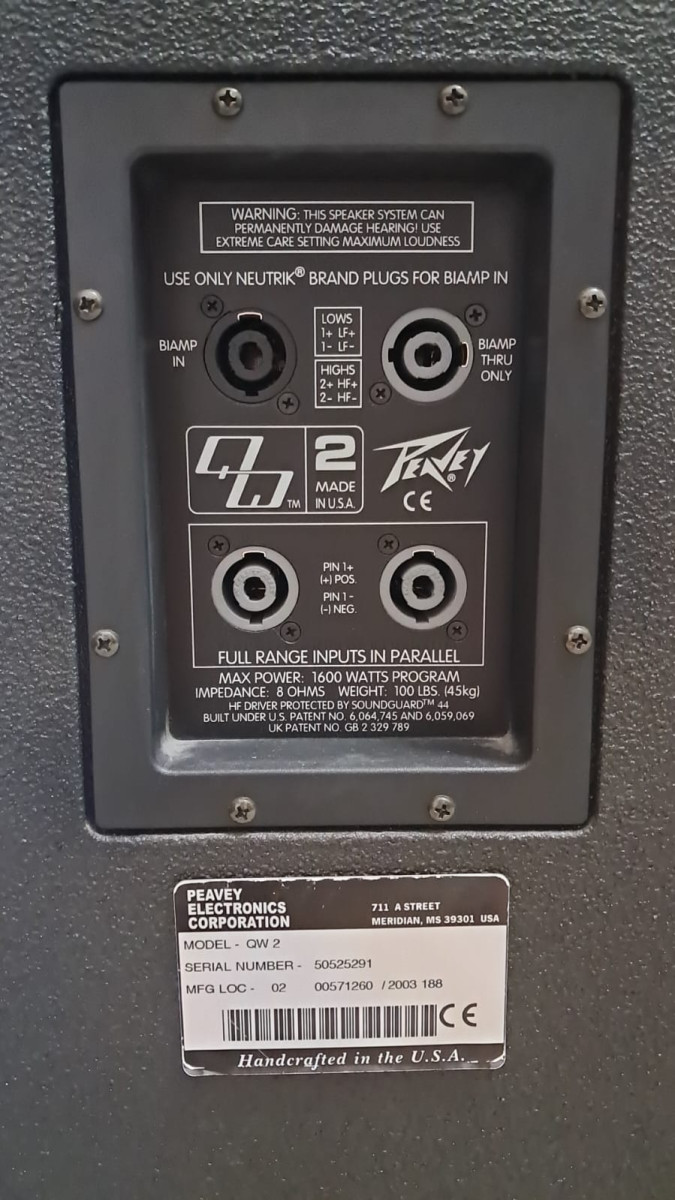 WARNING: THIS SPEAKER SYSTEM CAN
PERMANENTLY DAMAGE HEARING! USE
EXTREME CARE SETTING MAXIMUM LOUDNESS
USE ONLY NEUTRIK® BRAND PLUGS FOR BIAMP IN
BIAMP
IN
LOWS
1+ LF+
1- LF-
HIGHS
2+ HF+
2- HF-
BIAMP
THRU
ONLY
QW™
2
MADE
IN U.S.A.
PEAVEY®
CE
PIN 1+
(+) POS.
PIN 1-
(-) NEG.
FULL RANGE INPUTS IN PARALLEL
MAX POWER: 1600 WATTS PROGRAM
IMPEDANCE: 8 OHMS WEIGHT: 100 LBS. (45kg)
HF DRIVER PROTECTED BY SOUNDGUARD™ 44
BUILT UNDER U.S. PATENT NO. 6,064,745 AND 6,059,069
UK PATENT NO. GB 2 329 789
PEAVEY
ELECTRONICS
CORPORATION
711 A STREET
MERIDIAN, MS 39301 USA
MODEL - QW 2
SERIAL NUMBER - 50525291
MFG LOC - 02 00571260 / 2003 188
CE
Handcrafted in the U.S.A.